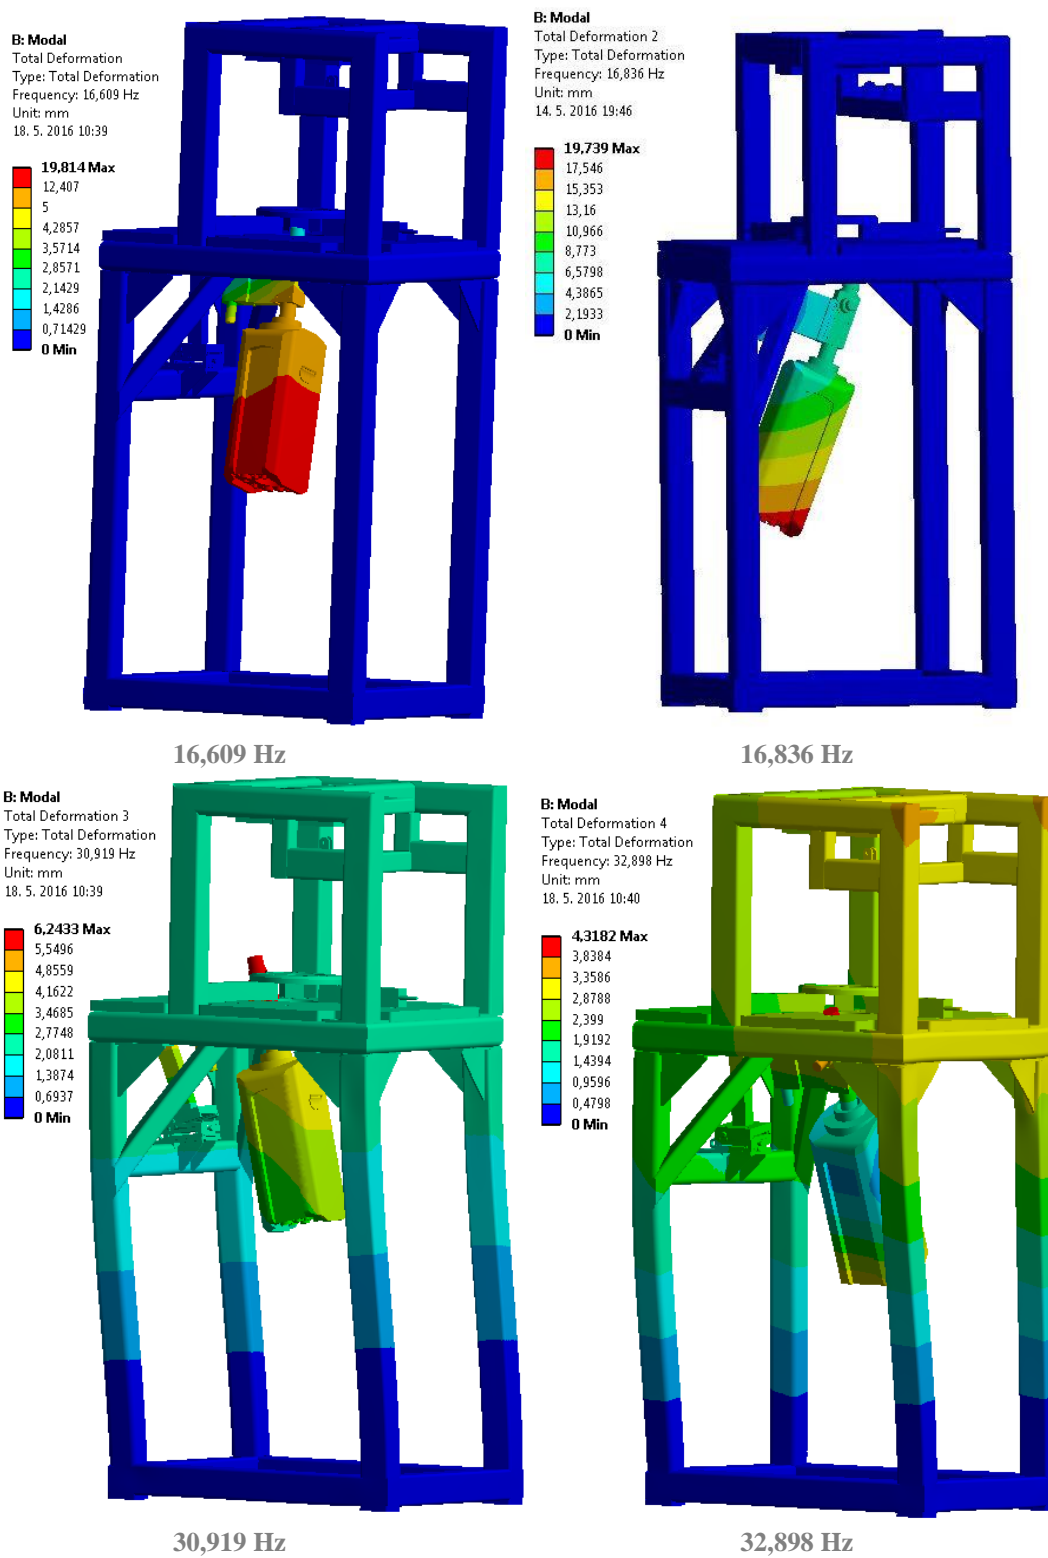 B: Modal
Total Deformation
Type: Total Deformation
Frequency: 16,609 Hz
Unit: mm
18. 5. 2016 10:39
19,814 Max
12,407
5
4,2857
3,5714
2,8571
2,1429
1,4286
0,71429
0 Min
B: Modal
Total Deformation 2
Type: Total Deformation
Frequency: 16,836 Hz
Unit: mm
14. 5. 2016 19:46
19,739 Max
17,546
15,353
13,16
10,966
8,773
6,5798
4,3865
2,1933
0 Min
16,609 Hz
16,836 Hz
B: Modal
Total Deformation 3
Type: Total Deformation
Frequency: 30,919 Hz
Unit: mm
18. 5. 2016 10:39
6,2433 Max
5,5496
4,8559
4,1622
3,4685
2,7748
2,0811
1,3874
0,6937
0 Min
B: Modal
Total Deformation 4
Type: Total Deformation
Frequency: 32,898 Hz
Unit: mm
18. 5. 2016 10:40
4,3182 Max
3,8384
3,3586
2,8788
2,399
1,9192
1,4394
0,9596
0,4798
0 Min
30,919 Hz
32,898 Hz